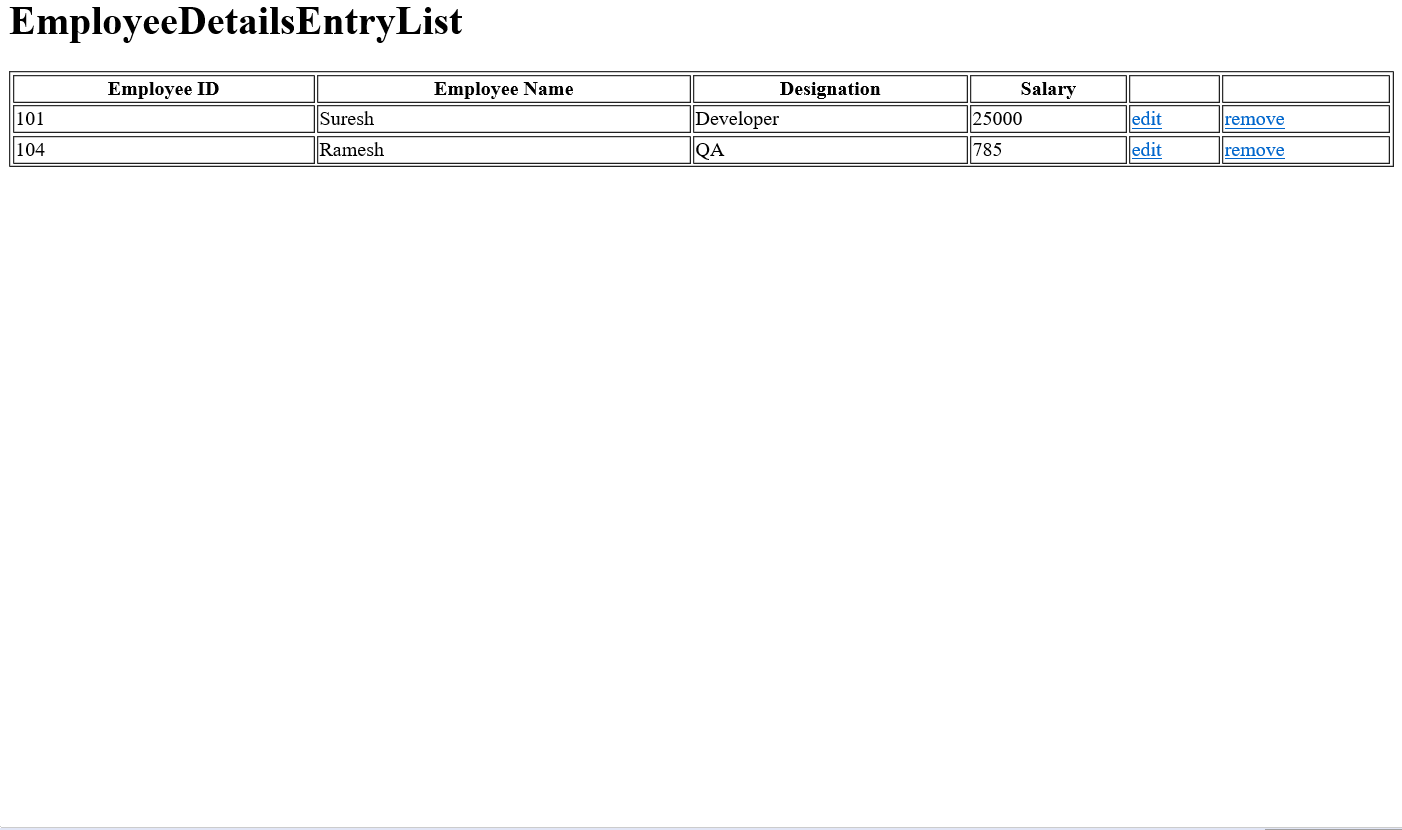 EmployeeDetailsEntryList
Employee ID Employee Name Designation Salary
101 Suresh Developer 25000 edit remove
104 Ramesh QA 785 edit remove